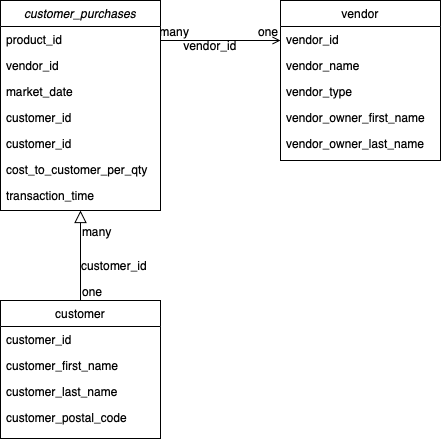 customer_purchases
product_id
vendor_id
market_date
customer_id
customer_id
cost_to_customer_per_qty
transaction_time
many
one
vendor_id
vendor
vendor_id
vendor_name
vendor_type
vendor_owner_first_name
vendor_owner_last_name
many
customer_id
one
customer
customer_id
customer_first_name
customer_last_name
customer_postal_code